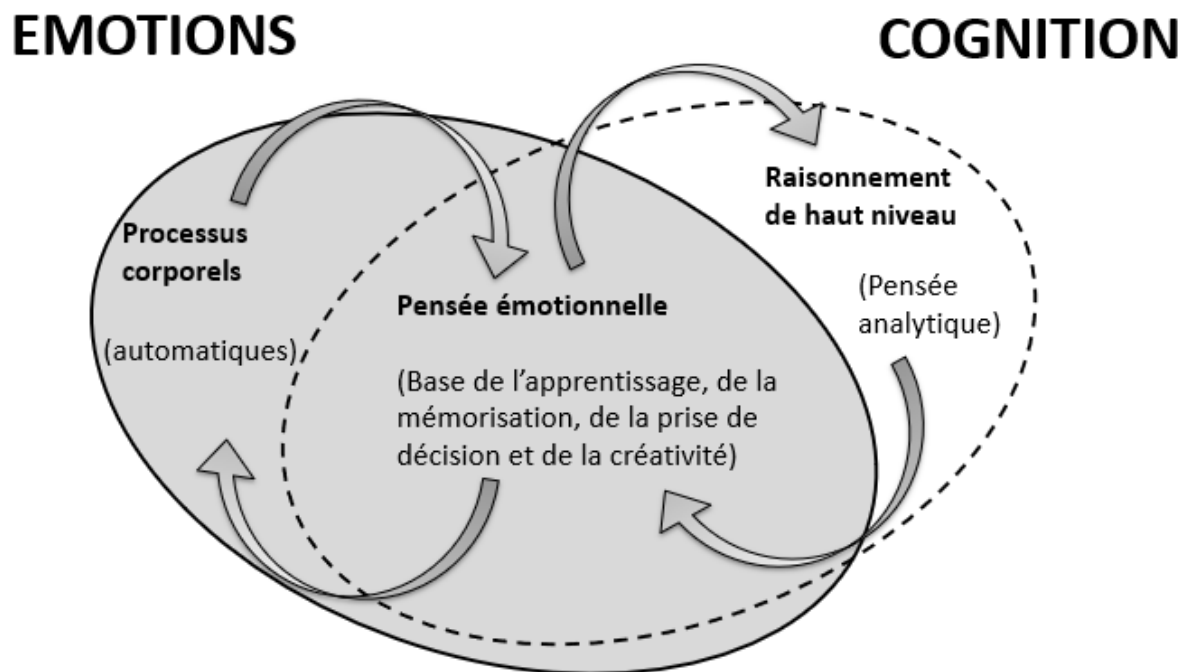 EMOTIONS
COGNITION
Raisonnement
de haut niveau
Processus
corporels
(Pensée
analytique)
Pensée émotionnelle
(automatiques)
(Base de l’apprentissage, de la
mémorisation, de la prise de
décision et de la créativité)